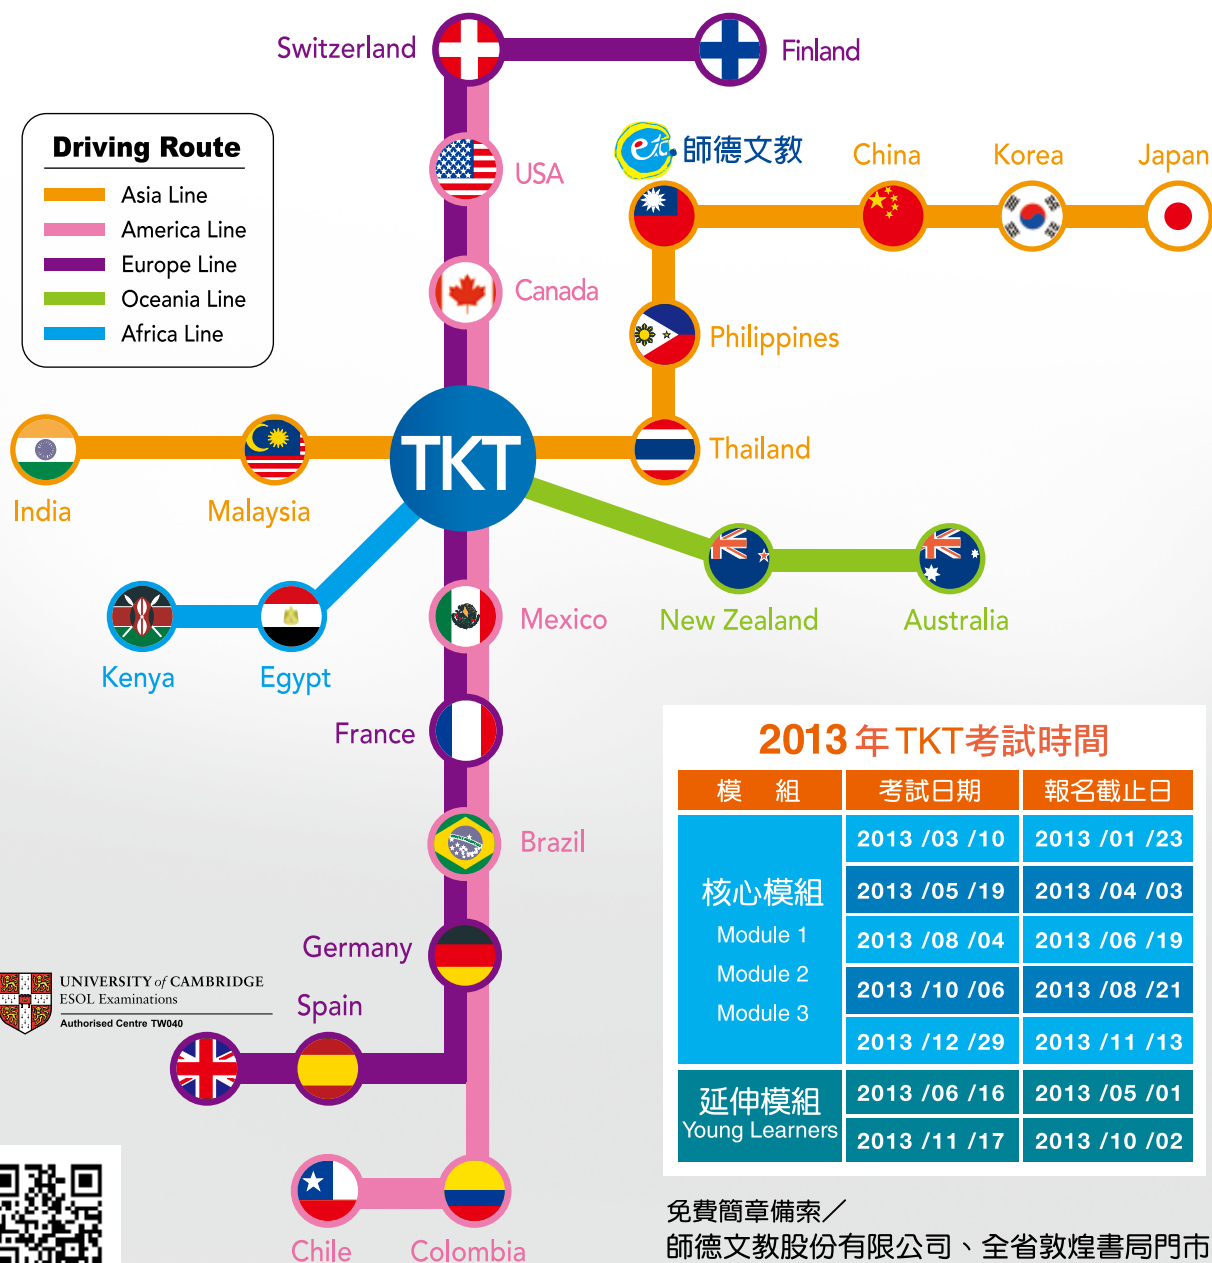 Switzerland
Finland
Driving Route
Asia Line
America Line
Europe Line
Oceania Line
Africa Line
etc 師德文教
China
Korea
Japan
USA
Canada
Philippines
TKT
Thailand
India
Malaysia
New Zealand
Australia
Mexico
Kenya
Egypt
France
Brazil
Germany
Spain
UNIVERSITY of CAMBRIDGE
ESOL Examinations
Authorised Centre TW040
Chile
Colombia
2013 年 TKT考試時間
模 組 考試日期 報名截止日
核心模組
Module 1
Module 2
Module 3
2013 /03 /10 2013 /01 /23
2013 /05 /19 2013 /04 /03
2013 /08 /04 2013 /06 /19
2013 /10 /06 2013 /08 /21
2013 /12 /29 2013 /11 /13
延伸模組
Young Learners
2013 /06 /16 2013 /05 /01
2013 /11 /17 2013 /10 /02
免費簡章備索／
師德文教股份有限公司、全省敦煌書局門市